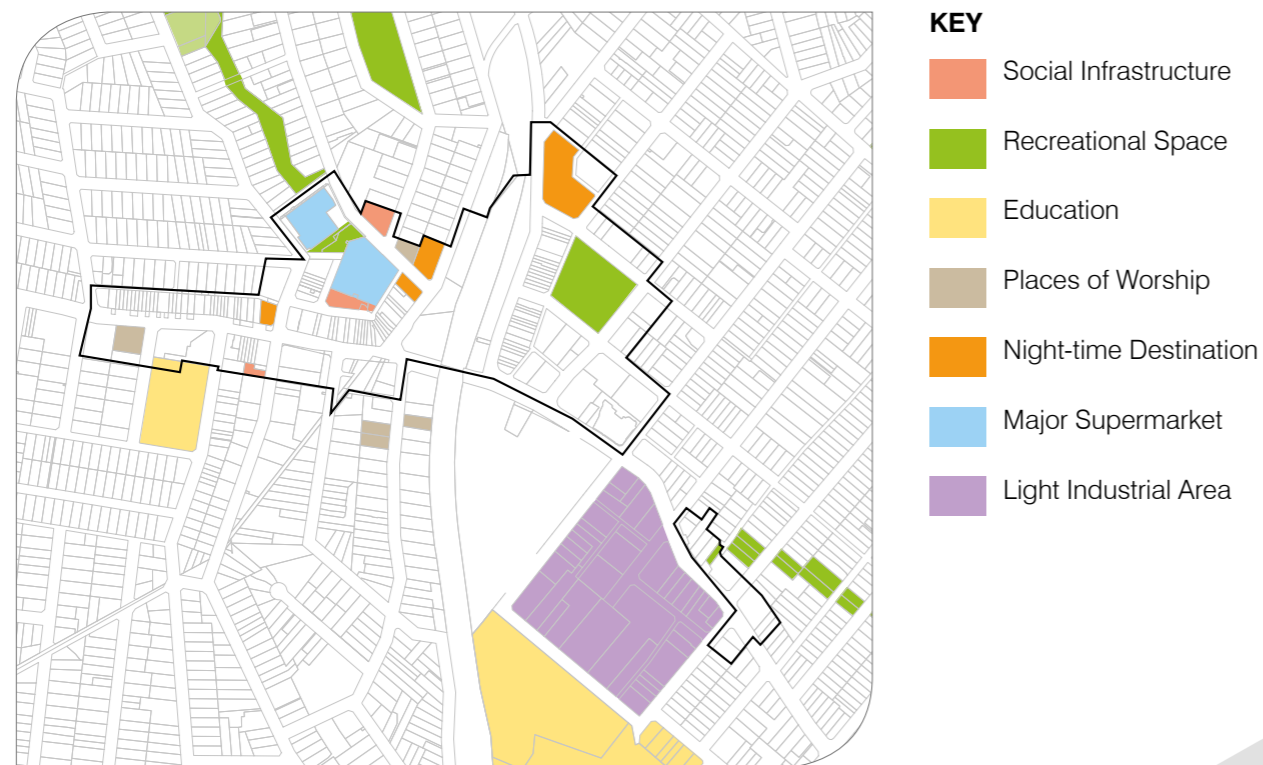 KEY
Social Infrastructure
Recreational Space
Education
Places of Worship
Night-time Destination
Major Supermarket
Light Industrial Area